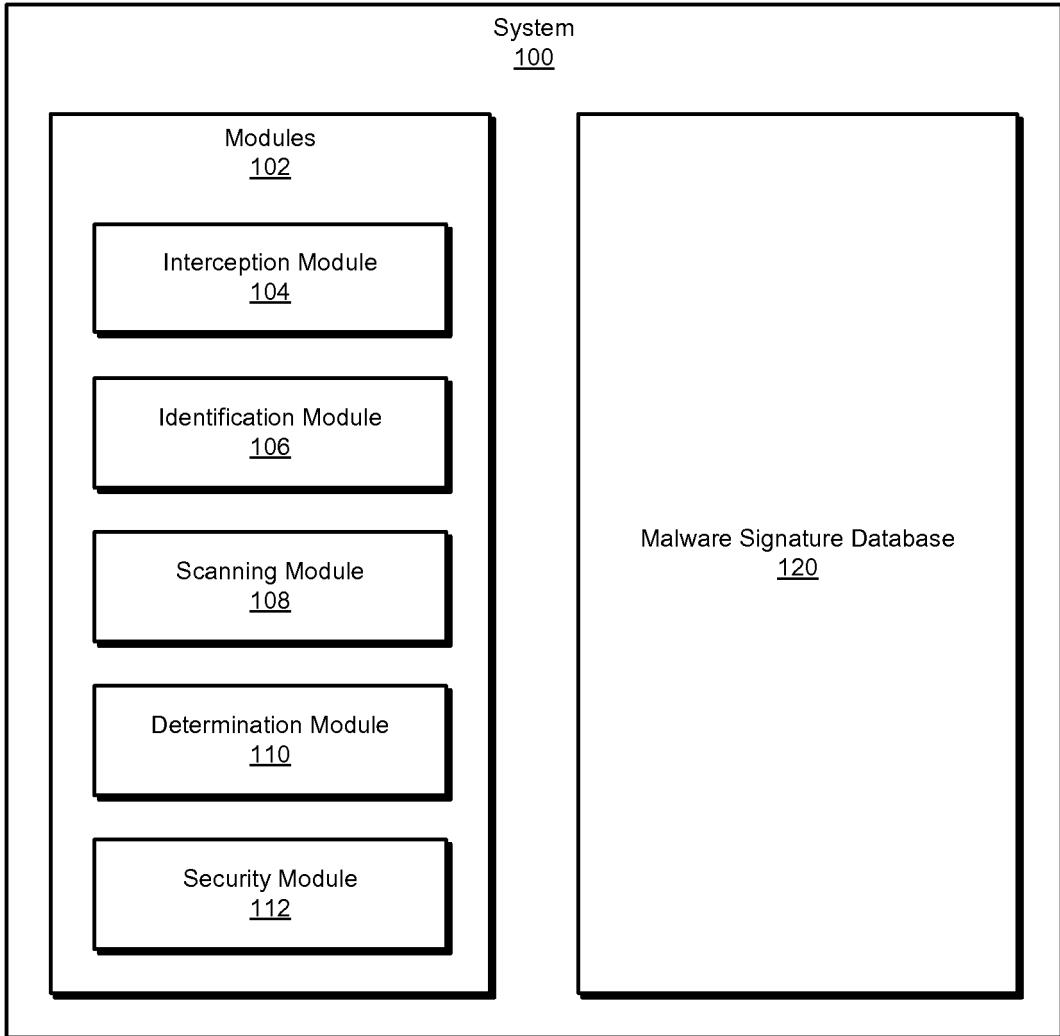 System
100
Modules
102
Interception Module
104
Identification Module
106
Scanning Module
108
Determination Module
110
Security Module
112
Malware Signature Database
120